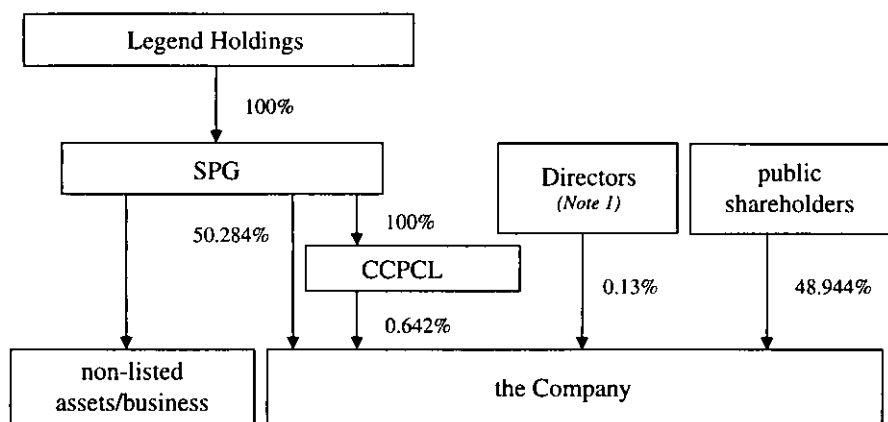 Legend Holdings
100%
SPG
Directors
(Note 1)
public
shareholders
50.284%
100%
CCPCL
0.642%
0.13%
48.944%
non-listed
assets/business
the Company